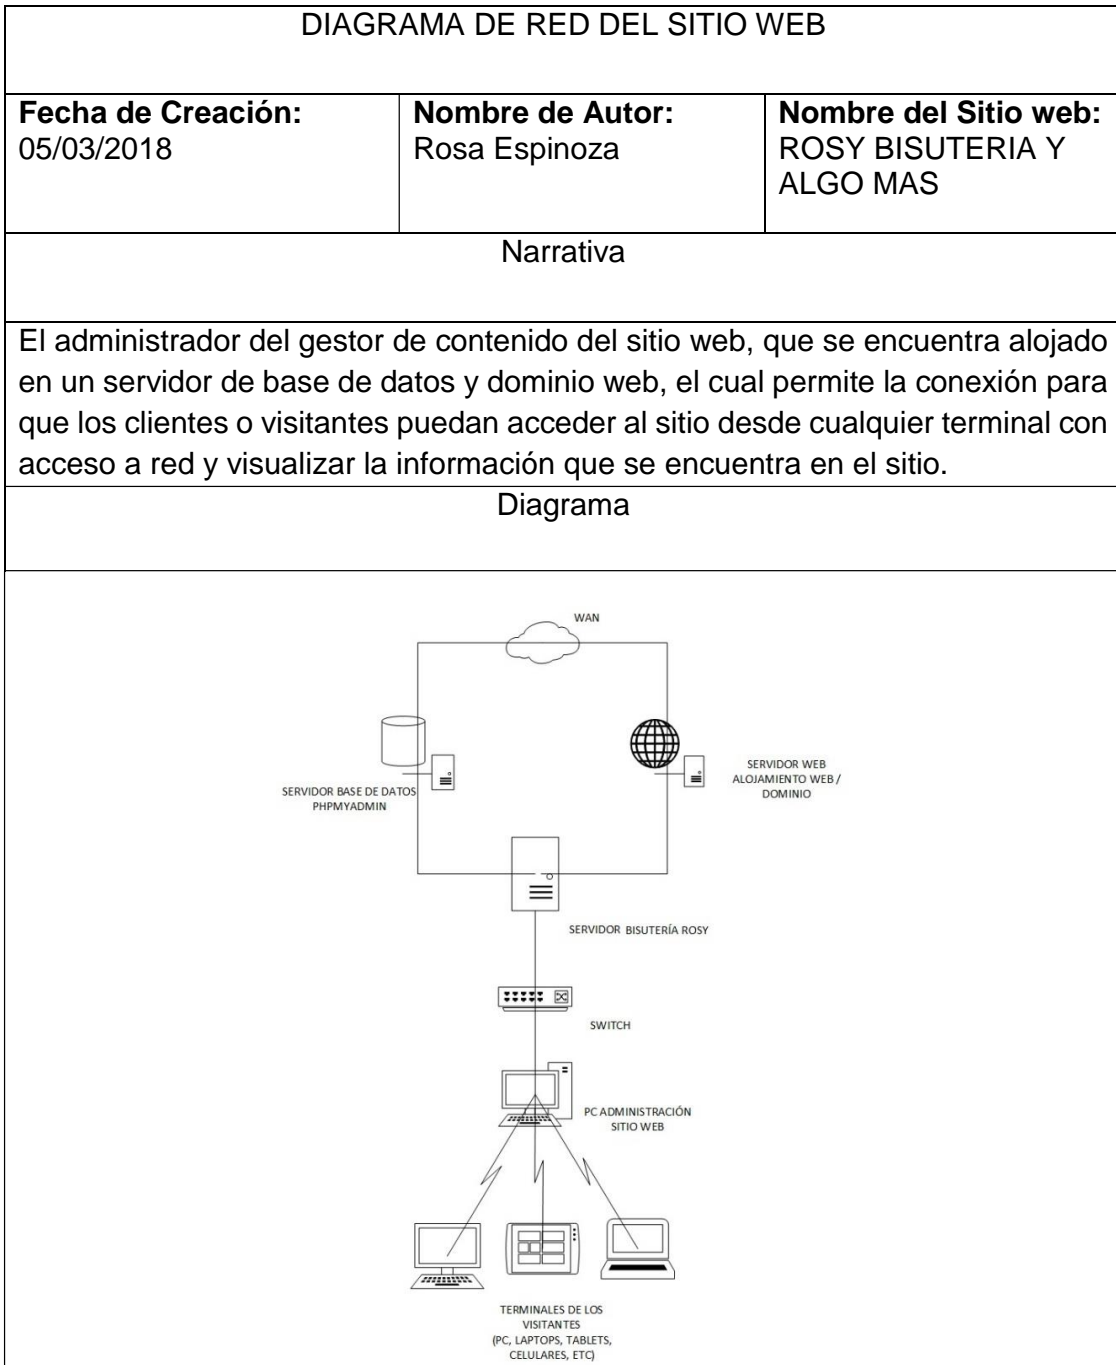 DIAGRAMA DE RED DEL SITIO WEB
Fecha de Creación:
05/03/2018
Nombre de Autor:
Rosa Espinoza
Nombre del Sitio web:
ROSY BISUTERIA Y
ALGO MAS
Narrativa
El administrador del gestor de contenido del sitio web, que se encuentra alojado
en un servidor de base de datos y dominio web, el cual permite la conexión para
que los clientes o visitantes puedan acceder al sitio desde cualquier terminal con
acceso a red y visualizar la información que se encuentra en el sitio.
Diagrama
WAN
SERVIDOR BASE DE DATOS
PHPMYADMIN
SERVIDOR WEB
ALOJAMIENTO WEB /
DOMINIO
SERVIDOR BISUTERÍA ROSY
SWITCH
PC ADMINISTRACIÓN
SITIO WEB
TERMINALES DE LOS
VISITANTES
(PC, LAPTOPS, TABLETS,
CELULARES, ETC)